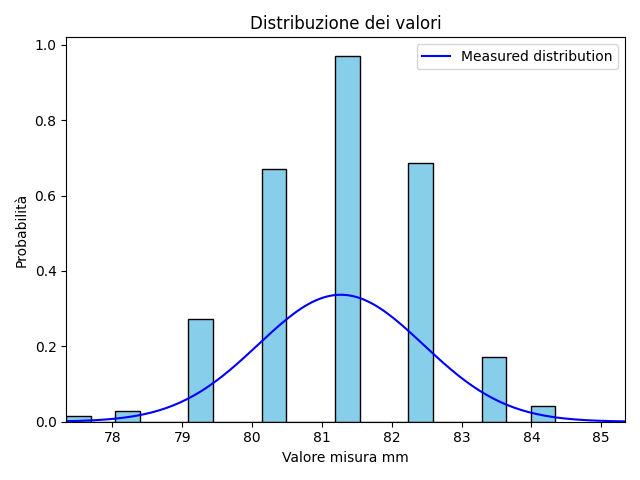 Distribuzione dei valori
Measured distribution
1.0
0.8
0.6
0.4
0.2
0.0
Probabilità
78 79 80 81 82 83 84 85
Valore misura mm